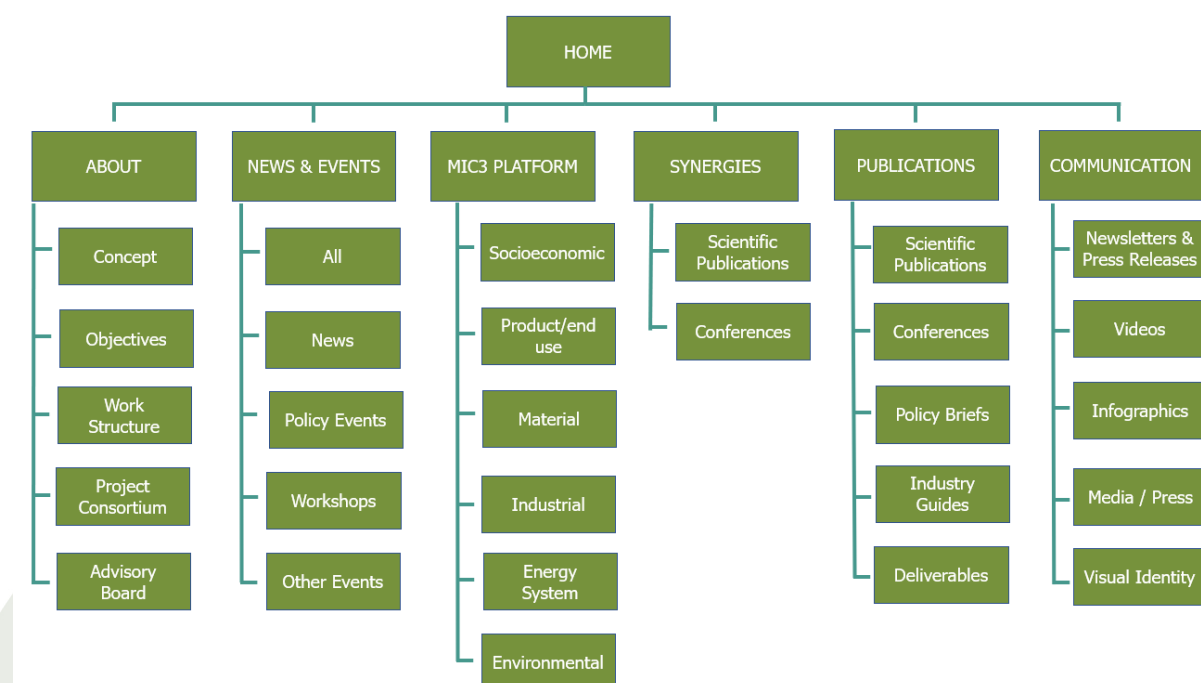 HOME
ABOUT
NEWS & EVENTS
MIC3 PLATFORM
SYNERGIES
PUBLICATIONS
COMMUNICATION
Concept
Objectives
Work
Structure
Project
Consortium
Advisory
Board
All
News
Policy Events
Workshops
Other Events
Socioeconomic
Product/end
use
Material
Industrial
Energy
System
Environmental
Scientific
Publications
Conferences
Scientific
Publications
Conferences
Policy Briefs
Industry
Guides
Deliverables
Newsletters &
Press Releases
Videos
Infographics
Media / Press
Visual Identity